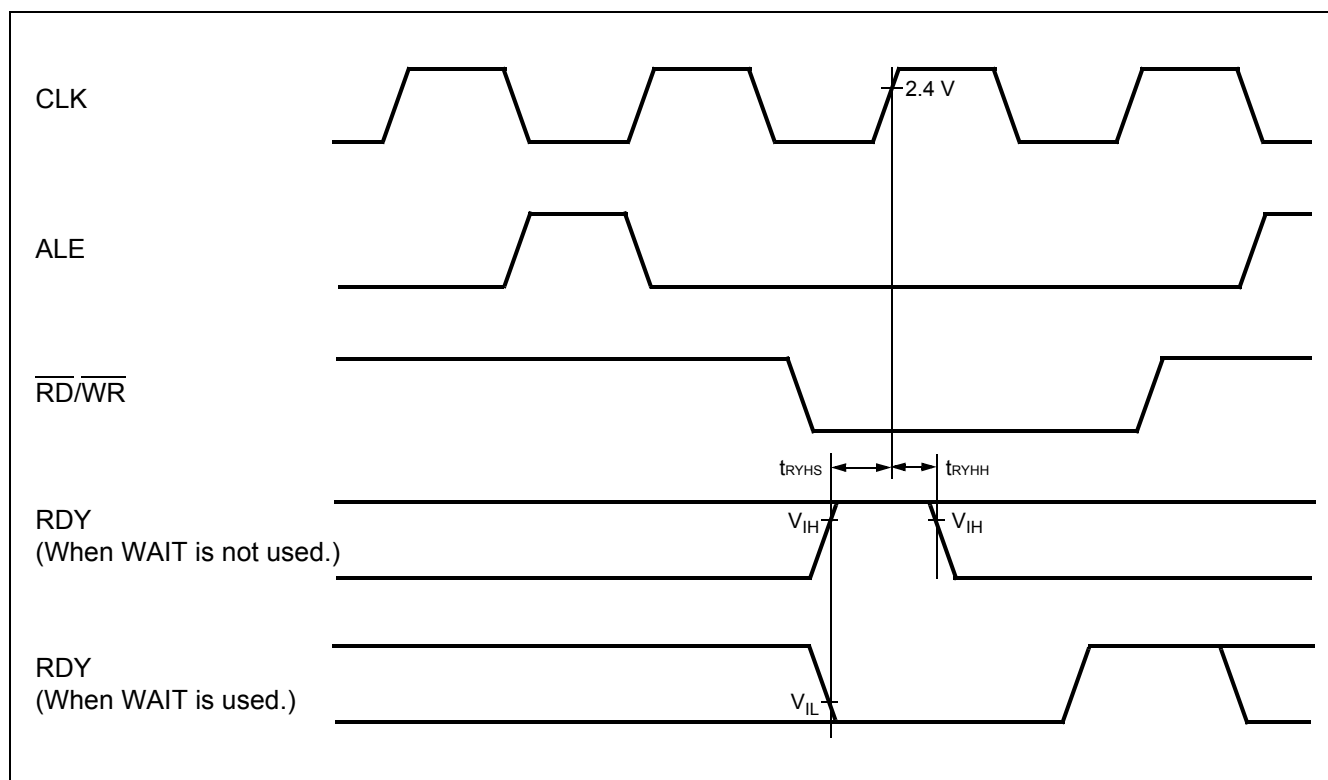 CLK
2.4 V
ALE
RD/WR
tRYHS
tRYHH
RDY
(When WAIT is not used.)
VIH
VIH
RDY
(When WAIT is used.)
VIL